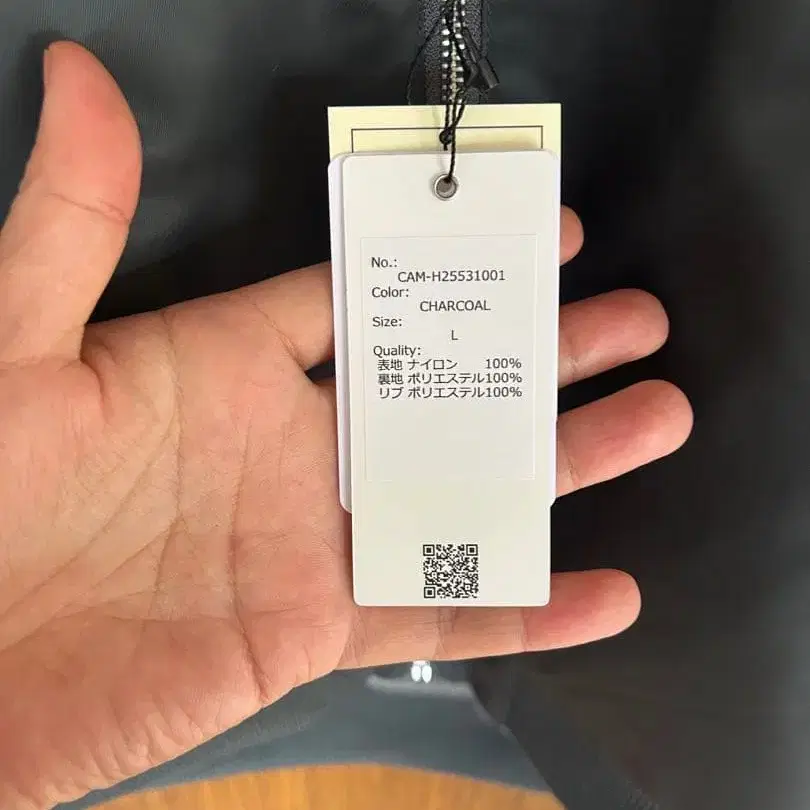 No.:
CAM-H25531001
Color:
CHARCOAL
Size:
L
Quality:
表地 ナイロン 100%
裏地 ポリエステル100%
リブ ポリエステル100%